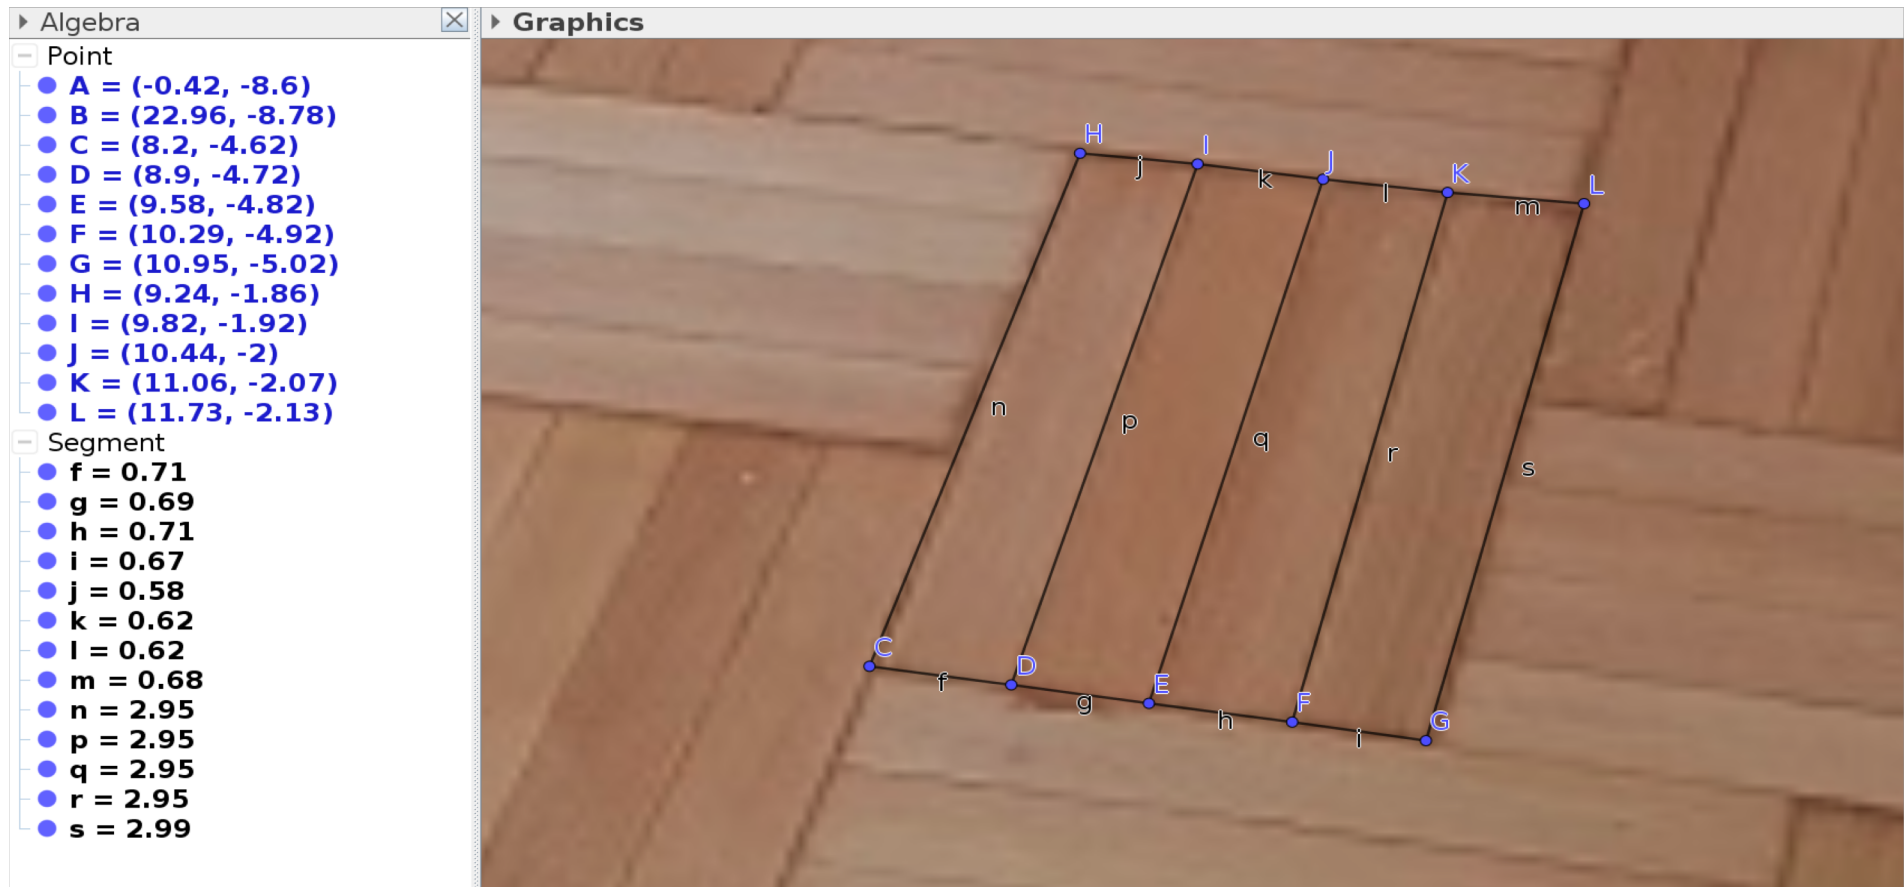 Algebra
Graphics
Point
A = (-0.42, -8.6)
B = (22.96, -8.78)
C = (8.2, -4.62)
D = (8.9, -4.72)
E = (9.58, -4.82)
F = (10.29, -4.92)
G = (10.95, -5.02)
H = (9.24, -1.86)
I = (9.82, -1.92)
J = (10.44, -2)
K = (11.06, -2.07)
L = (11.73, -2.13)
Segment
f = 0.71
g = 0.69
h = 0.71
i = 0.67
j = 0.58
k = 0.62
l = 0.62
m = 0.68
n = 2.95
p = 2.95
q = 2.95
r = 2.95
s = 2.99
H I J K L
j k l m
n p q r s
C D E F G
f g h i